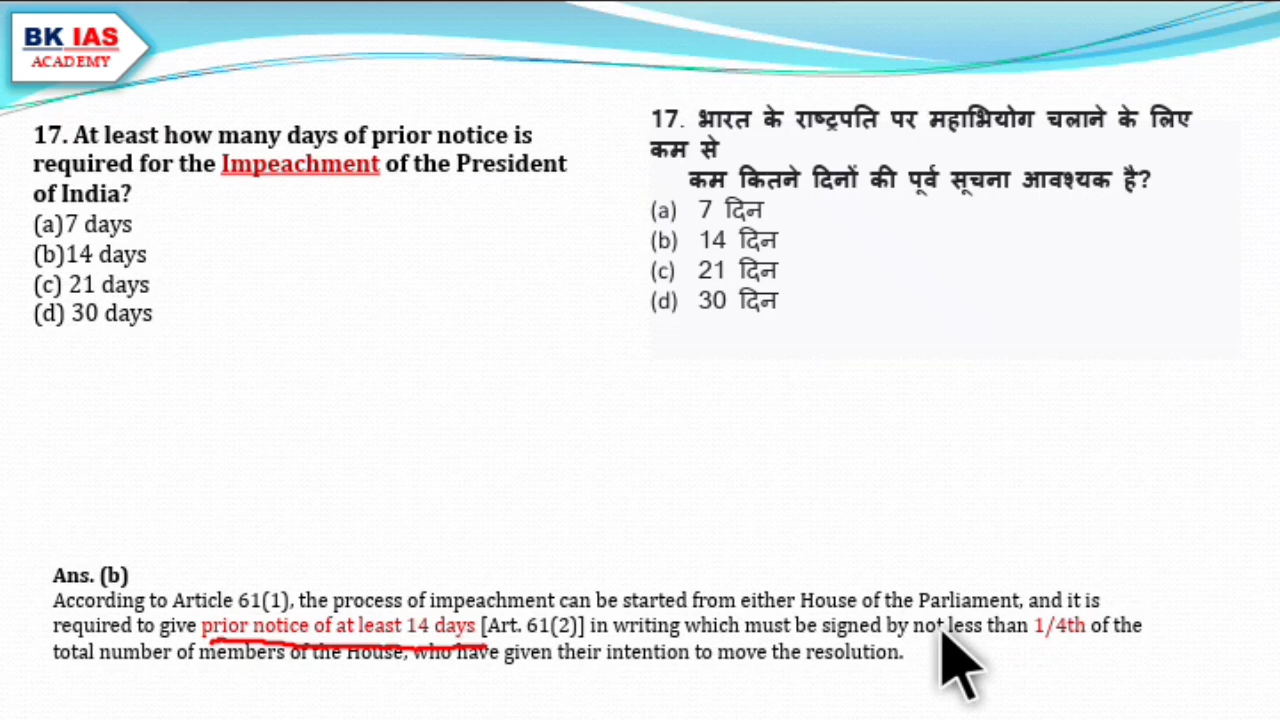 BK IAS
ACADEMY
17. At least how many days of prior notice is
required for the Impeachment of the President
of India?
(a)7 days
(b)14 days
(c) 21 days
(d) 30 days
17. भारत के राष्ट्रपति पर महाभियोग चलाने के लिए
कम से
कम कितने दिनों की पूर्व सूचना आवश्यक है?
(a) 7 दिन
(b) 14 दिन
(c) 21 दिन
(d) 30 दिन
Ans. (b)
According to Article 61(1), the process of impeachment can be started from either House of the Parliament, and it is
required to give prior notice of at least 14 days [Art. 61(2)] in writing which must be signed by not less than 1/4th of the
total number of members of the House, who have given their intention to move the resolution.